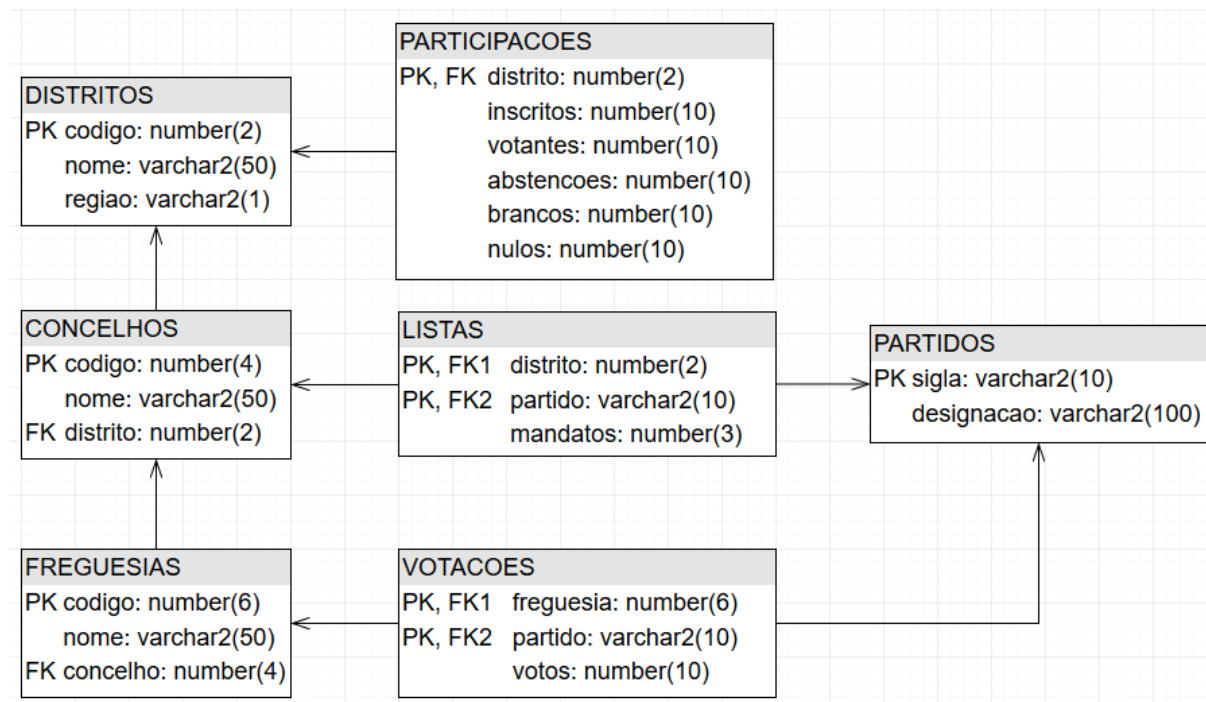 PARTICIPACOES
PK, FK distrito: number(2)
inscritos: number(10)
votantes: number(10)
abstencoes: number(10)
brancos: number(10)
nulos: number(10)
DISTRITOS
PK codigo: number(2)
nome: varchar2(50)
regiao: varchar2(1)
CONCELHOS
PK codigo: number(4)
nome: varchar2(50)
FK distrito: number(2)
LISTAS
PK, FK1 distrito: number(2)
PK, FK2 partido: varchar2(10)
mandatos: number(3)
PARTIDOS
PK sigla: varchar2(10)
designacao: varchar2(100)
FREGUESIAS
PK codigo: number(6)
nome: varchar2(50)
FK concelho: number(4)
VOTACOES
PK, FK1 freguesia: number(6)
PK, FK2 partido: varchar2(10)
votos: number(10)